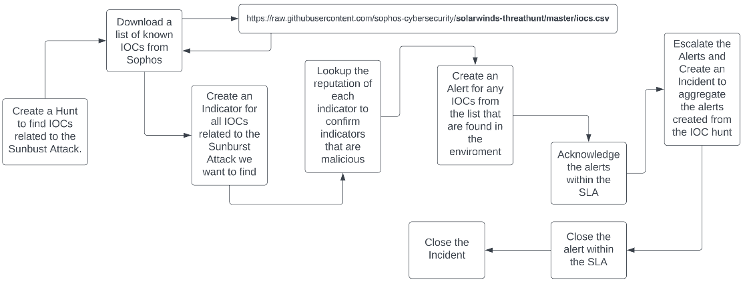 Create a Hunt
to find IOCs
related to the
Sunbust Attack.
Download a
list of known
IOCs from
Sophos
https://raw.githubusercontent.com/sophos-cybersecurity/solarwinds-threathunt/master/iocs.csv
Create an
Indicator for
all IOCs
related to the
Sunburst
Attack we
want to find
Lookup the
reputation of
each
indicator to
confirm
indicators
that are
malicious
Create an
Alert for any
IOCs from
the list that
are found in
the
enviroment
Acknowledge
the alerts
within the
SLA
Escalate the
Alerts and
Create an
Incident to
aggregate
the alerts
created from
the IOC hunt
Close the
alert within
the SLA
Close the
Incident